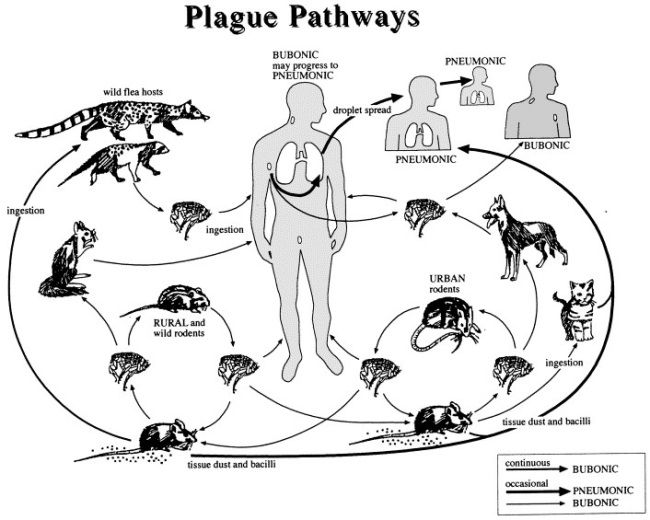 Plague Pathways
BUBONIC
may progress to
PNEUMONIC
PNEUMONIC
wild flea hosts
droplet spread
PNEUMONIC
BUBONIC
ingestion
ingestion
URBAN
rodents
RURAL and
wild rodents
ingestion
tissue dust and bacilli
tissue dust and bacilli
continuous
BUBONIC
occasional
PNEUMONIC
BUBONIC